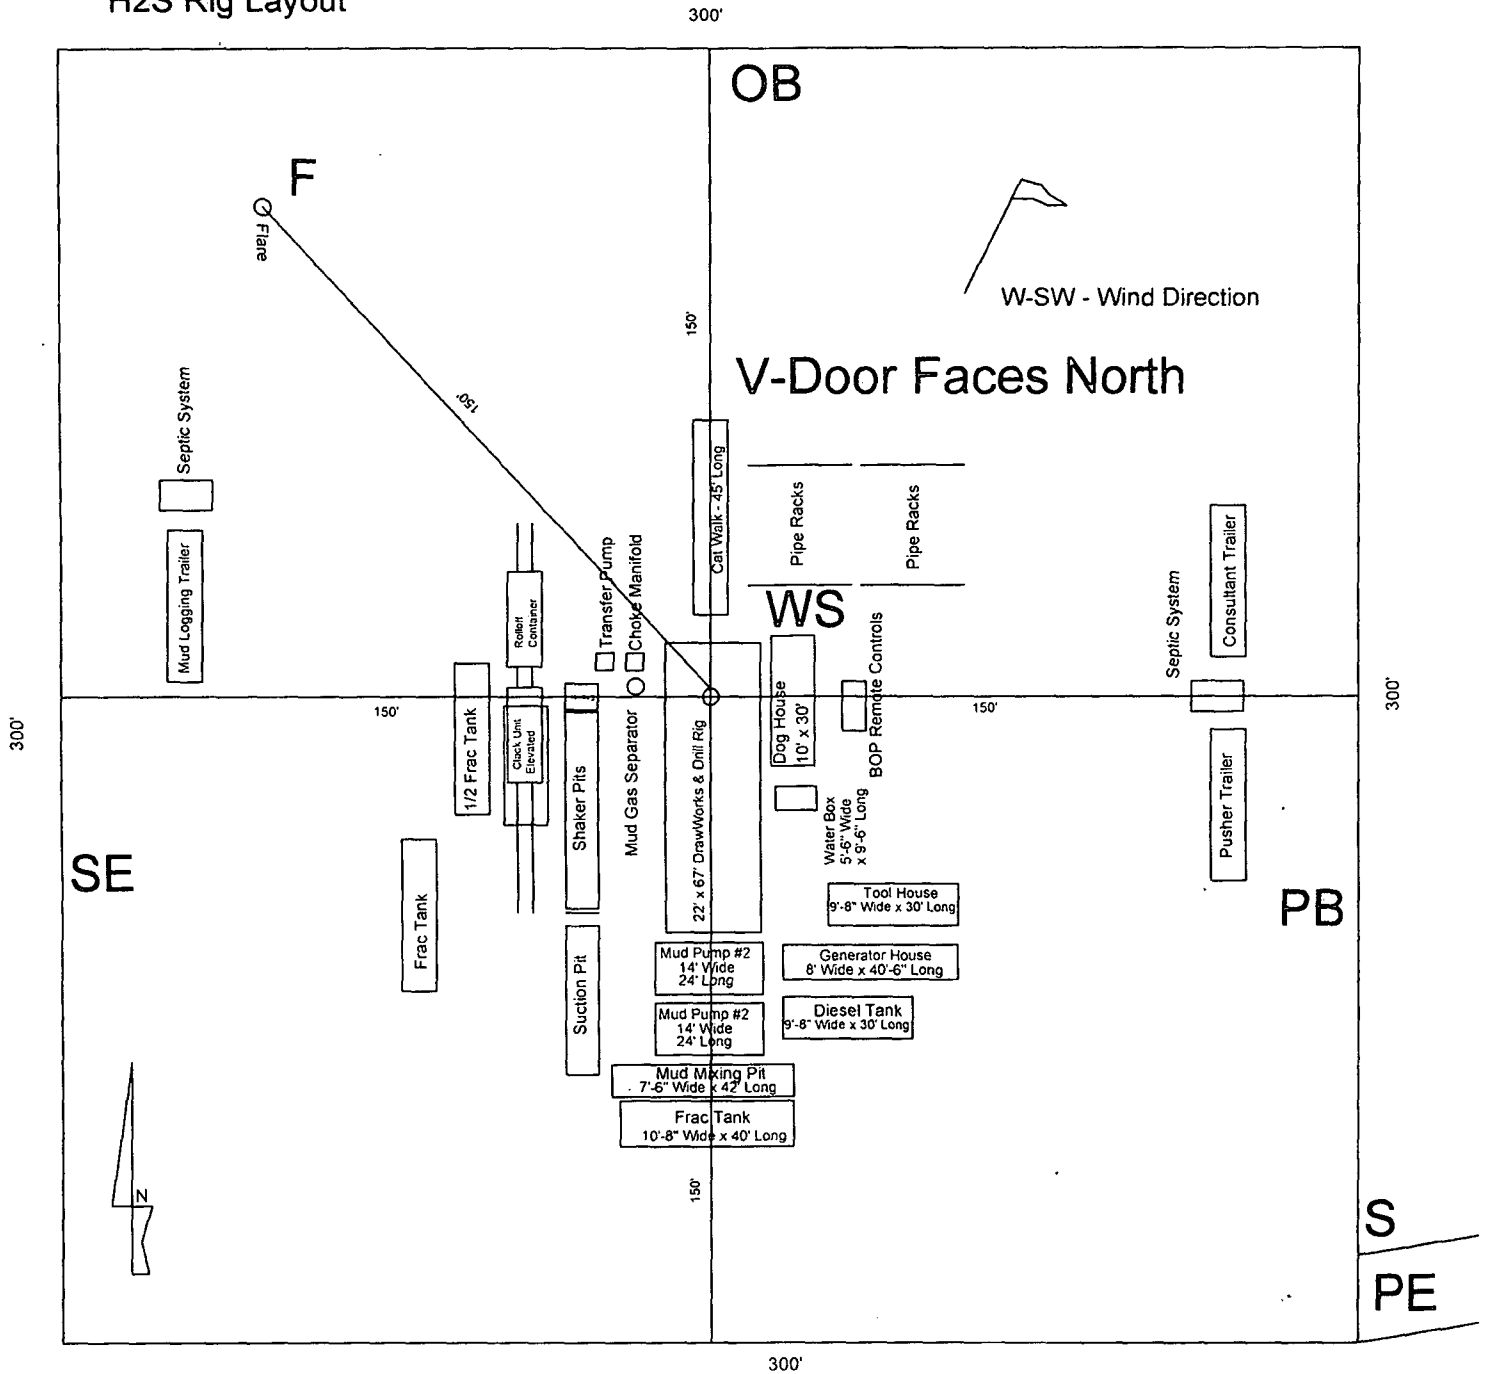 H2S Rig Layout
300'
OB
F
Flare
W-SW - Wind Direction
150'
V-Door Faces North
150'
Septic System
Cat Walk - 45' Long
Pipe Racks
Pipe Racks
Mud Logging Trailer
Rolloff
Container
Transfer Pump
Choke Manifold
WS
Consultant Trailer
Septic System
300'
150'
1/2 Frac Tank
Elevated
Shaker Pits
Mud Gas Separator
22' x 67' DrawWorks & Drill Rig
Dog House
10' x 30'
BOP Remote Controls
150'
300'
Water Box
5'-6" Wide
x 9'-6" Long
Pusher Trailer
SE
Frac Tank
Tool House
9'-8" Wide x 30' Long
PB
Suction Pit
Mud Pump #2
14' Wide
24' Long
Generator House
8' Wide x 40'-6" Long
Mud Pump #2
14' Wide
24' Long
Diesel Tank
9'-8" Wide x 30' Long
Mud Mixing Pit
7'-6" Wide x 42' Long
Frac Tank
10'-8" Wide x 40' Long
150'
N
S
PE
300'